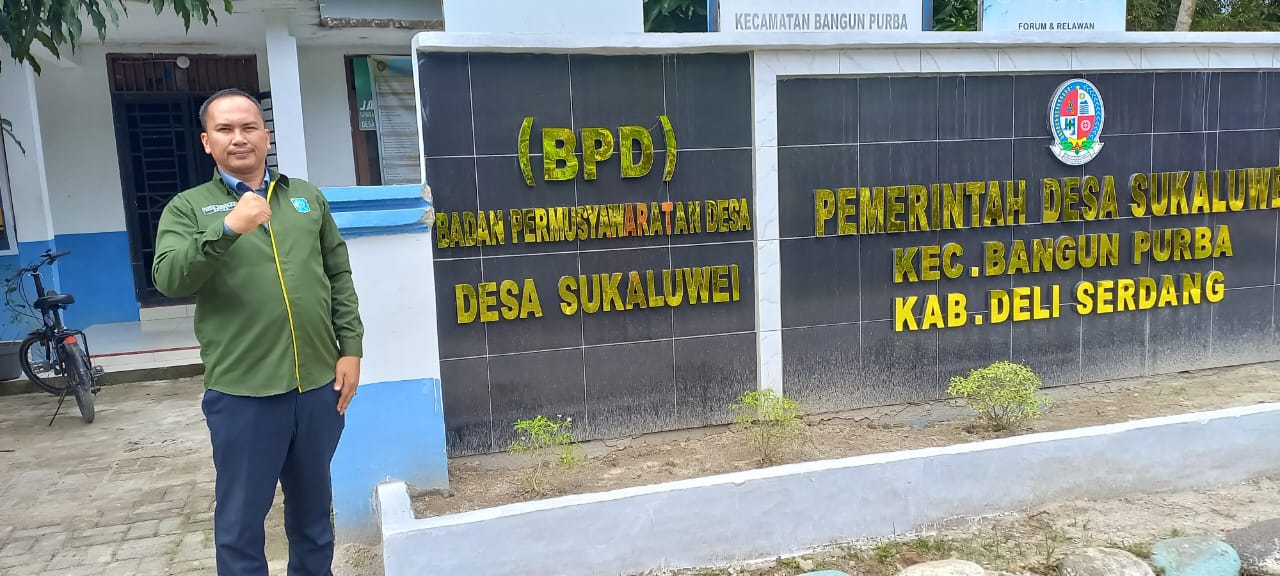 KECAMATAN BANGUN PURBA
FORUM & RELAWAN
(BPD)
BADAN PERMUSYAWARATAN DESA
DESA SUKALUWEI
PEMERINTAH DESA SUKALUWEI
KEC. BANGUN PURBA
KAB. DELI SERDANG